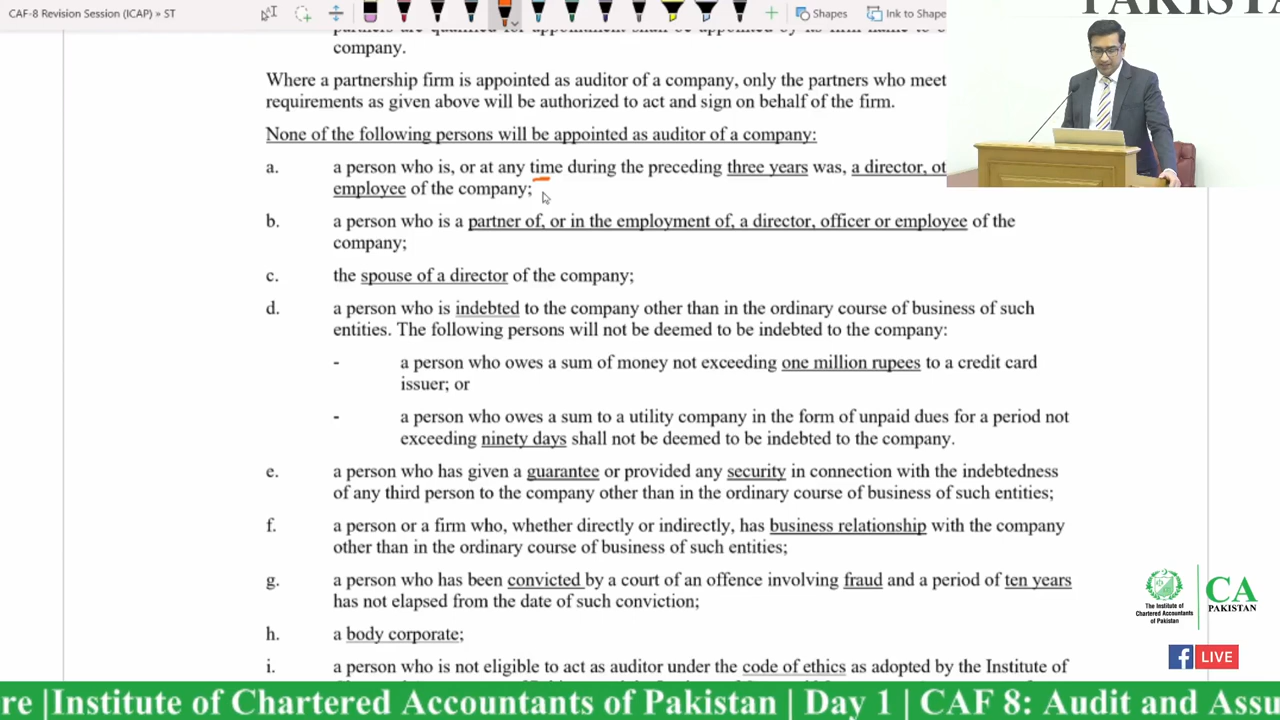 PAKISTA
CAF-8 Revision Session (ICAP) > ST
Shapes
Ink to Shape
company.
Where a partnership firm is appointed as auditor of a company, only the partners who meet
requirements as given above will be authorized to act and sign on behalf of the firm.
None of the following persons will be appointed as auditor of a company:
a. a person who is, or at any time during the preceding three years was, a director, ot
employee of the company;
b. a person who is a partner of, or in the employment of, a director, officer or employee of the
company;
c. the spouse of a director of the company;
d. a person who is indebted to the company other than in the ordinary course of business of such
entities. The following persons will not be deemed to be indebted to the company:
- a person who owes a sum of money not exceeding one million rupees to a credit card
issuer; or
- a person who owes a sum to a utility company in the form of unpaid dues for a period not
exceeding ninety days shall not be deemed to be indebted to the company.
e. a person who has given a guarantee or provided any security in connection with the indebtedness
of any third person to the company other than in the ordinary course of business of such entities;
f. a person or a firm who, whether directly or indirectly, has business relationship with the company
other than in the ordinary course of business of such entities;
g. a person who has been convicted by a court of an offence involving fraud and a period of ten years
has not elapsed from the date of such conviction;
h. a body corporate;
i. a person who is not eligible to act as auditor under the code of ethics as adopted by the Institute of
The Institute of
Chartered Accountants
of Pakistan
CA
PAKISTAN
f LIVE
re |Institute of Chartered Accountants of Pakistan | Day 1 | CAF 8: Audit and Assu